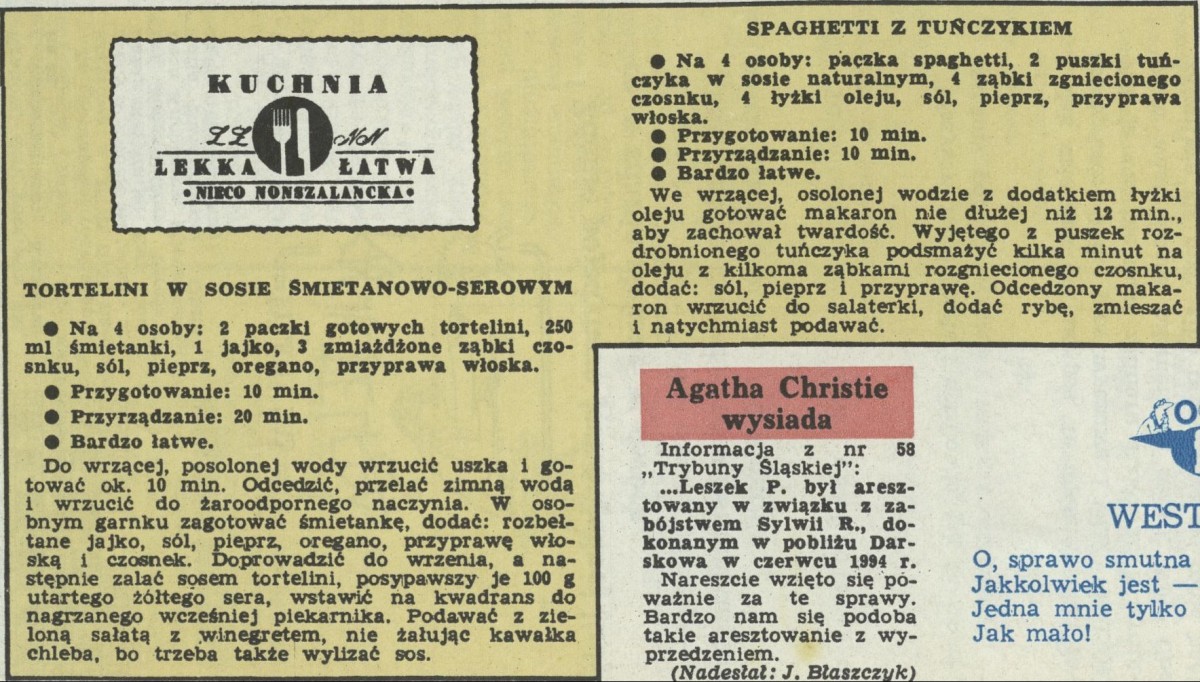 KUCHNIA
ŁŻ NN
LEKKA ŁATWA
• NIECO NONSZALANCKA •
TORTELINI W SOSIE ŚMIETANOWO-SEROWYM
● Na 4 osoby: 2 paczki gotowych tortelini, 250
ml śmietanki, 1 jajko, 3 zmiażdżone ząbki czo-
snku, sól, pieprz, oregano, przyprawa włoska.
● Przygotowanie: 10 min.
● Przyrządzanie: 20 min.
● Bardzo łatwe.
Do wrzącej, posolonej wody wrzucić uszka i go-
tować ok. 10 min. Odcedzić, przelać zimną wodą
i wrzucić do żaroodpornego naczynia. W oso-
bnym garnku zagotować śmietankę, dodać: rozbeł-
tane jajko, sól, pieprz, oregano, przyprawę wło-
ską i czosnek. Doprowadzić do wrzenia, a na-
stępnie zalać sosem tortelini, posypawszy je 100 g
utartego żółtego sera, wstawić na kwadrans do
nagrzanego wcześniej piekarnika. Podawać z zie-
loną sałatą z winegretem, nie żałując kawałka
chleba, bo trzeba także wylizać sos.
SPAGHETTI Z TUŃCZYKIEM
● Na 4 osoby: paczka spaghetti, 2 puszki tuń-
czyka w sosie naturalnym, 4 ząbki zgniecionego
czosnku, 4 łyżki oleju, sól, pieprz, przyprawa
włoska.
● Przygotowanie: 10 min.
● Przyrządzanie: 10 min.
● Bardzo łatwe.
We wrzącej, osolonej wodzie z dodatkiem łyżki
oleju gotować makaron nie dłużej niż 12 min.,
aby zachował twardość. Wyjętego z puszek roz-
drobnionego tuńczyka podsmażyć kilka minut na
oleju z kilkoma ząbkami rozgniecionego czosnku,
dodać: sól, pieprz i przyprawę. Odcedzony maka-
ron wrzucić do salaterki, dodać rybę, zmieszać
i natychmiast podawać.
Agatha Christie
wysiada
Informacja z nr 58
„Trybuny Śląskiej”:
...Leszek P. był aresz-
towany w związku z za-
bójstwem Sylwii R., do-
konanym w pobliżu Dar-
skowa w czerwcu 1994 r.
Nareszcie wzięto się po-
ważnie za te sprawy.
Bardzo nam się podoba
takie aresztowanie z wy-
przedzeniem.
(Nadesłał: J. Błaszczyk)
WEST
O, sprawo smutna
Jakkolwiek jest —
Jedna mnie tylko
Jak mało!